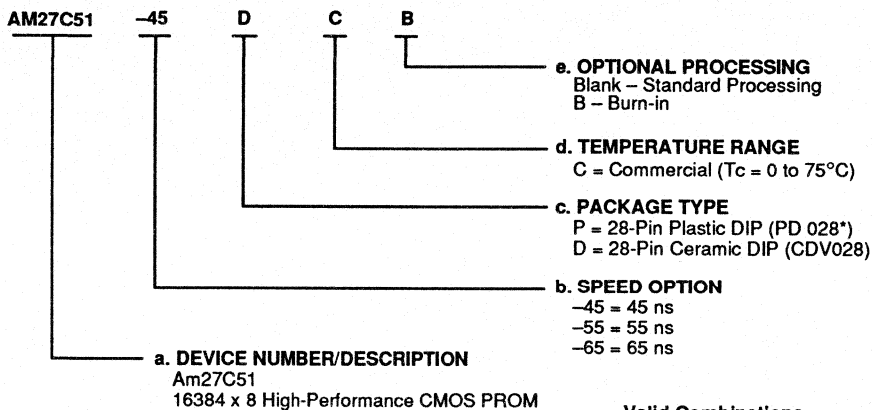 AM27C51 –45 D C B
e. OPTIONAL PROCESSING
Blank – Standard Processing
B – Burn-in
d. TEMPERATURE RANGE
C = Commercial (Tc = 0 to 75°C)
c. PACKAGE TYPE
P = 28-Pin Plastic DIP (PD 028*)
D = 28-Pin Ceramic DIP (CDV028)
b. SPEED OPTION
–45 = 45 ns
–55 = 55 ns
–65 = 65 ns
a. DEVICE NUMBER/DESCRIPTION
Am27C51
16384 x 8 High-Performance CMOS PROM
Valid Combinations